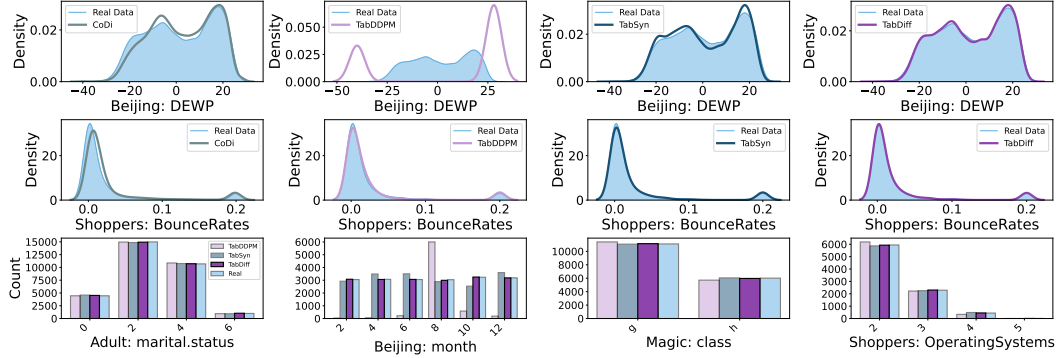 Density
0.02
0.00
−40 −20 0 20
Real Data
CoDi
Beijing: DEWP
Density
0.06
0.04
0.02
0.00
−50 −25 0 25
Real Data
TabDDPM
Beijing: DEWP
Density
0.02
0.00
−40 −20 0 20
Real Data
TabSyn
Beijing: DEWP
Density
0.02
0.00
−40 −20 0 20
Real Data
TabDiff
Beijing: DEWP
Density
20
0
0.0 0.1 0.2
Real Data
CoDi
Shoppers: BounceRates
Density
20
0
0.0 0.1 0.2
Real Data
TabDDPM
Shoppers: BounceRates
Density
20
0
0.0 0.1 0.2
Real Data
TabSyn
Shoppers: BounceRates
Density
20
0
0.0 0.1 0.2
Real Data
TabDiff
Shoppers: BounceRates
Count
15000
12500
10000
7500
5000
2500
0
0 2 4 6
TabDDPM
TabSyn
TabDiff
Real
Adult: marital.status
6000
5000
4000
3000
2000
1000
0
2 4 6 8 10 12
Beijing: month
10000
8000
6000
4000
2000
0
g h
Magic: class
6000
5000
4000
3000
2000
1000
0
2 3 4 5
Shoppers: OperatingSystems